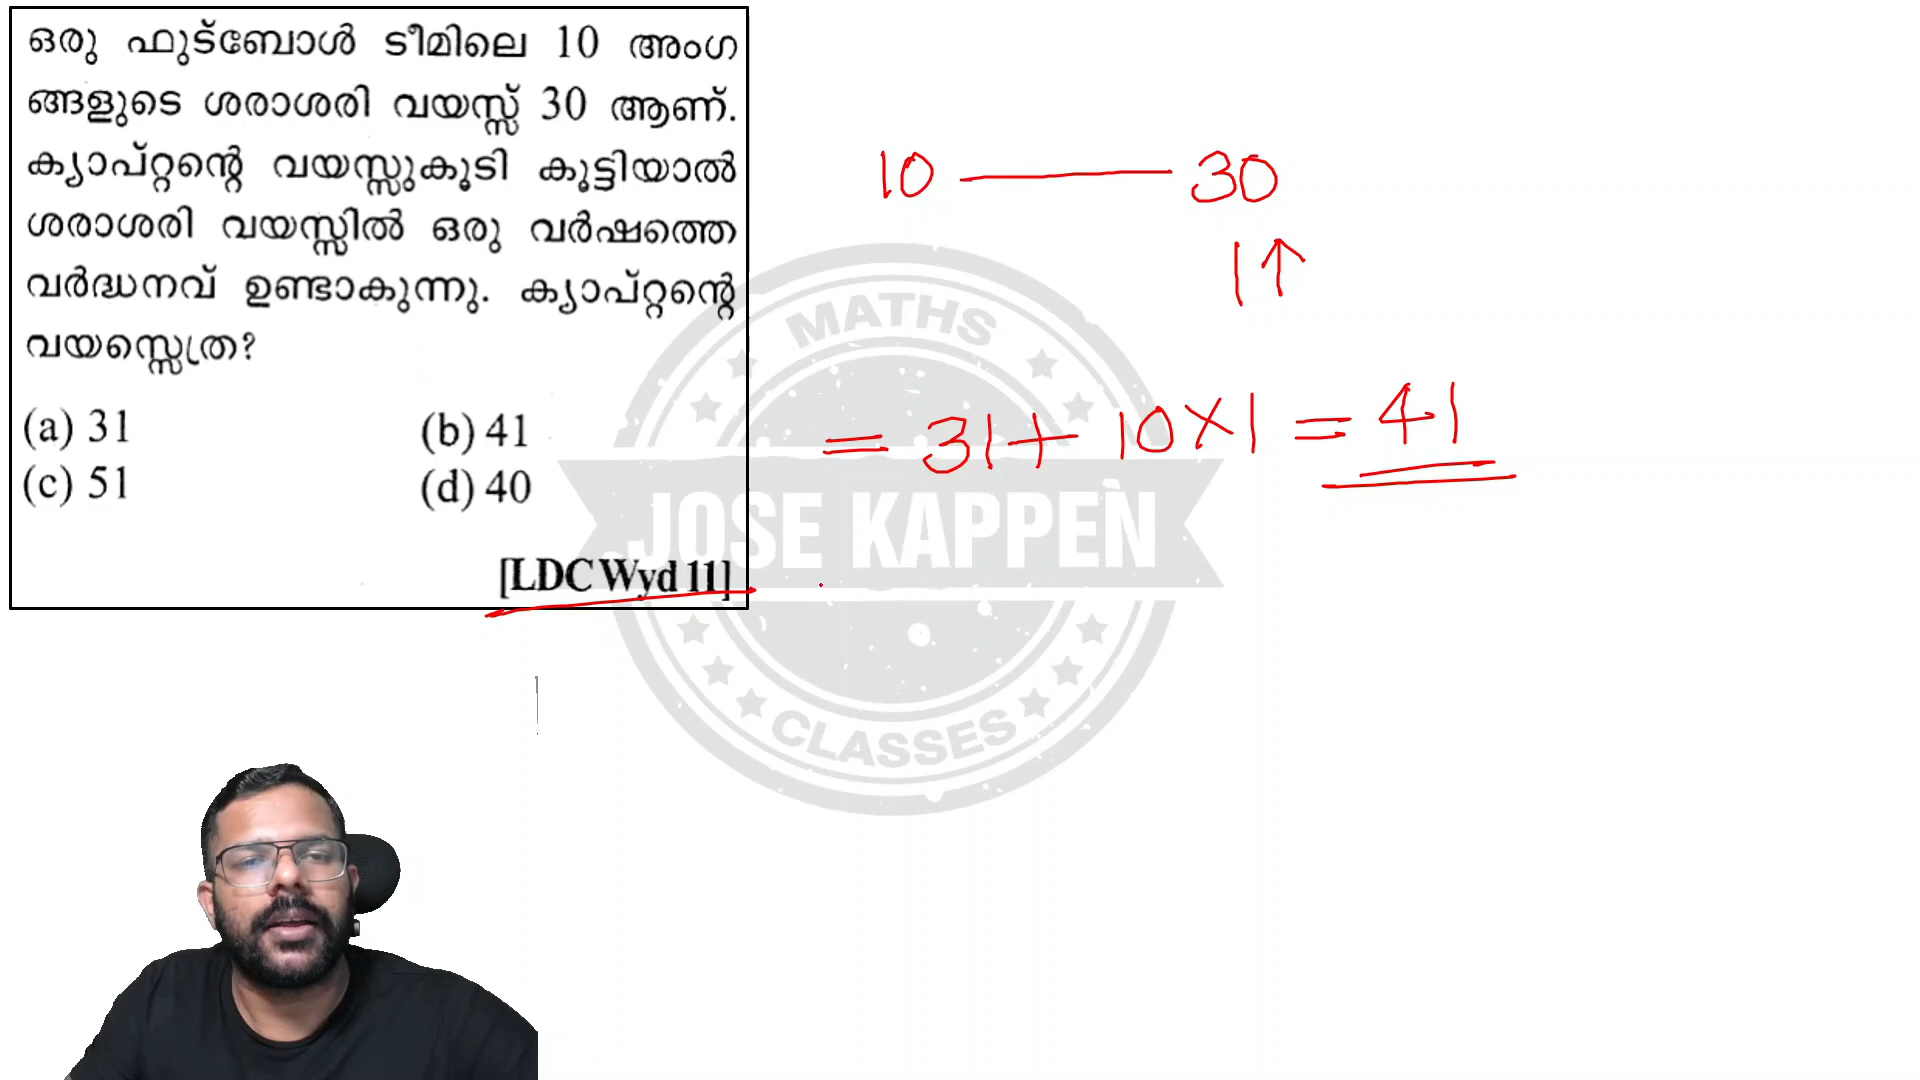 ഒരു ഫുട്ബോൾ ടീമിലെ 10 അംഗ
ങ്ങളുടെ ശരാശരി വയസ്സ് 30 ആണ്.
ക്യാപ്റ്റന്റെ വയസ്സുകൂടി കൂട്ടിയാൽ
ശരാശരി വയസ്സിൽ ഒരു വർഷത്തെ
വർദ്ധനവ് ഉണ്ടാകുന്നു. ക്യാപ്റ്റന്റെ
വയസ്സെത്ര?
(a) 31 (b) 41
(c) 51 (d) 40
[LDC Wyd 11]
10 — 30
1↑
= 31 + 10 × 1 = 41
MATHS
JOSE KAPPEN
CLASSES